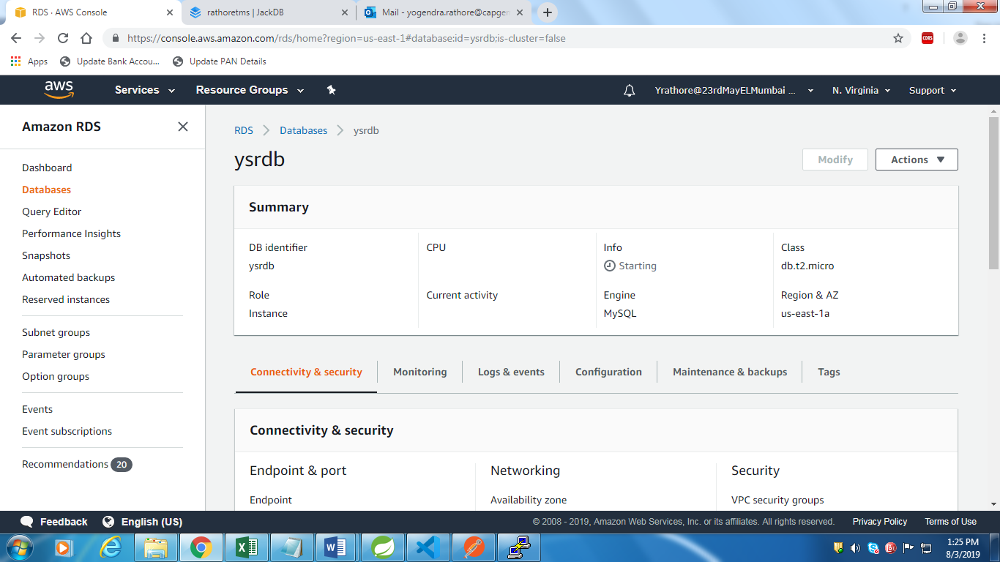 RDS · AWS Console
rathoretms | JackDB
Mail - yogendra.rathore@capge
https://console.aws.amazon.com/rds/home?region=us-east-1#database:id=ysrdb;is-cluster=false
CORS
Apps Update Bank Accou... Update PAN Details
aws Services Resource Groups Yrathore@23rdMayELMumbai ... N. Virginia Support
Amazon RDS
Dashboard
Databases
Query Editor
Performance Insights
Snapshots
Automated backups
Reserved instances
Subnet groups
Parameter groups
Option groups
Events
Event subscriptions
Recommendations 20
RDS Databases ysrdb
ysrdb
Modify Actions
Summary
DB identifier
ysrdb
CPU
Info
Starting
Class
db.t2.micro
Role
Instance
Current activity
Engine
MySQL
Region & AZ
us-east-1a
Connectivity & security Monitoring Logs & events Configuration Maintenance & backups Tags
Connectivity & security
Endpoint & port
Endpoint
Networking
Availability zone
Security
VPC security groups
Feedback English (US) © 2008 - 2019, Amazon Web Services, Inc. or its affiliates. All rights reserved. Privacy Policy Terms of Use
1:25 PM
8/3/2019